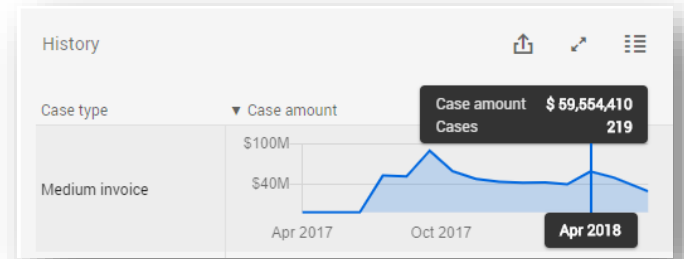 History
Case type ▼ Case amount
Case amount $ 59,554,410
Cases 219
$100M
Medium invoice
$40M
Apr 2017 Oct 2017 Apr 2018